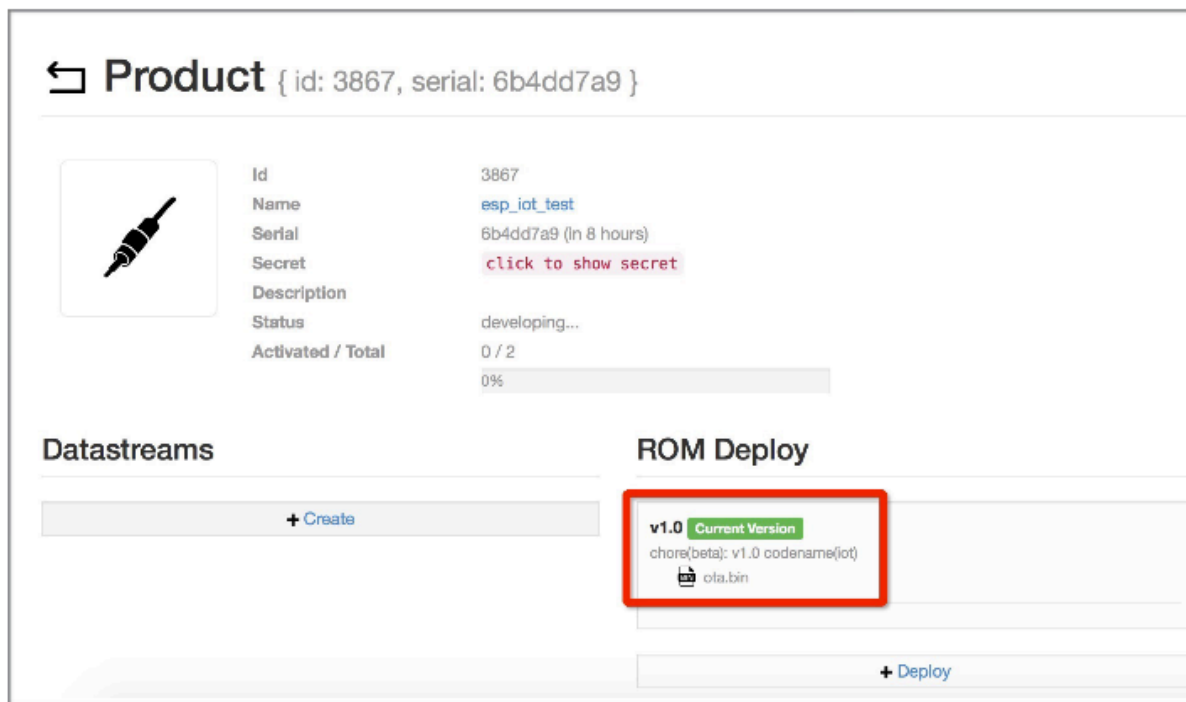 Product { id: 3867, serial: 6b4dd7a9 }
Id 3867
Name esp_iot_test
Serial 6b4dd7a9 (in 8 hours)
Secret click to show secret
Description
Status developing...
Activated / Total 0 / 2
0%
Datastreams
+ Create
ROM Deploy
v1.0 Current Version
chore(beta): v1.0 codename(iot)
ota.bin
+ Deploy